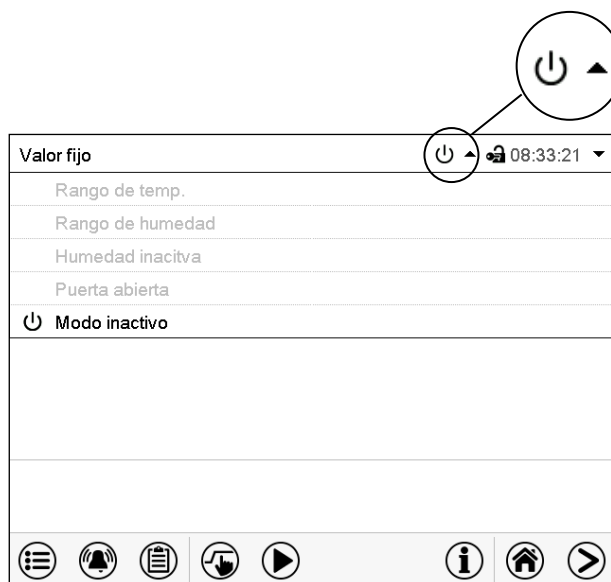 Valor fijo 08:33:21
Rango de temp.
Rango de humedad
Humedad inacitva
Puerta abierta
Modo inactivo